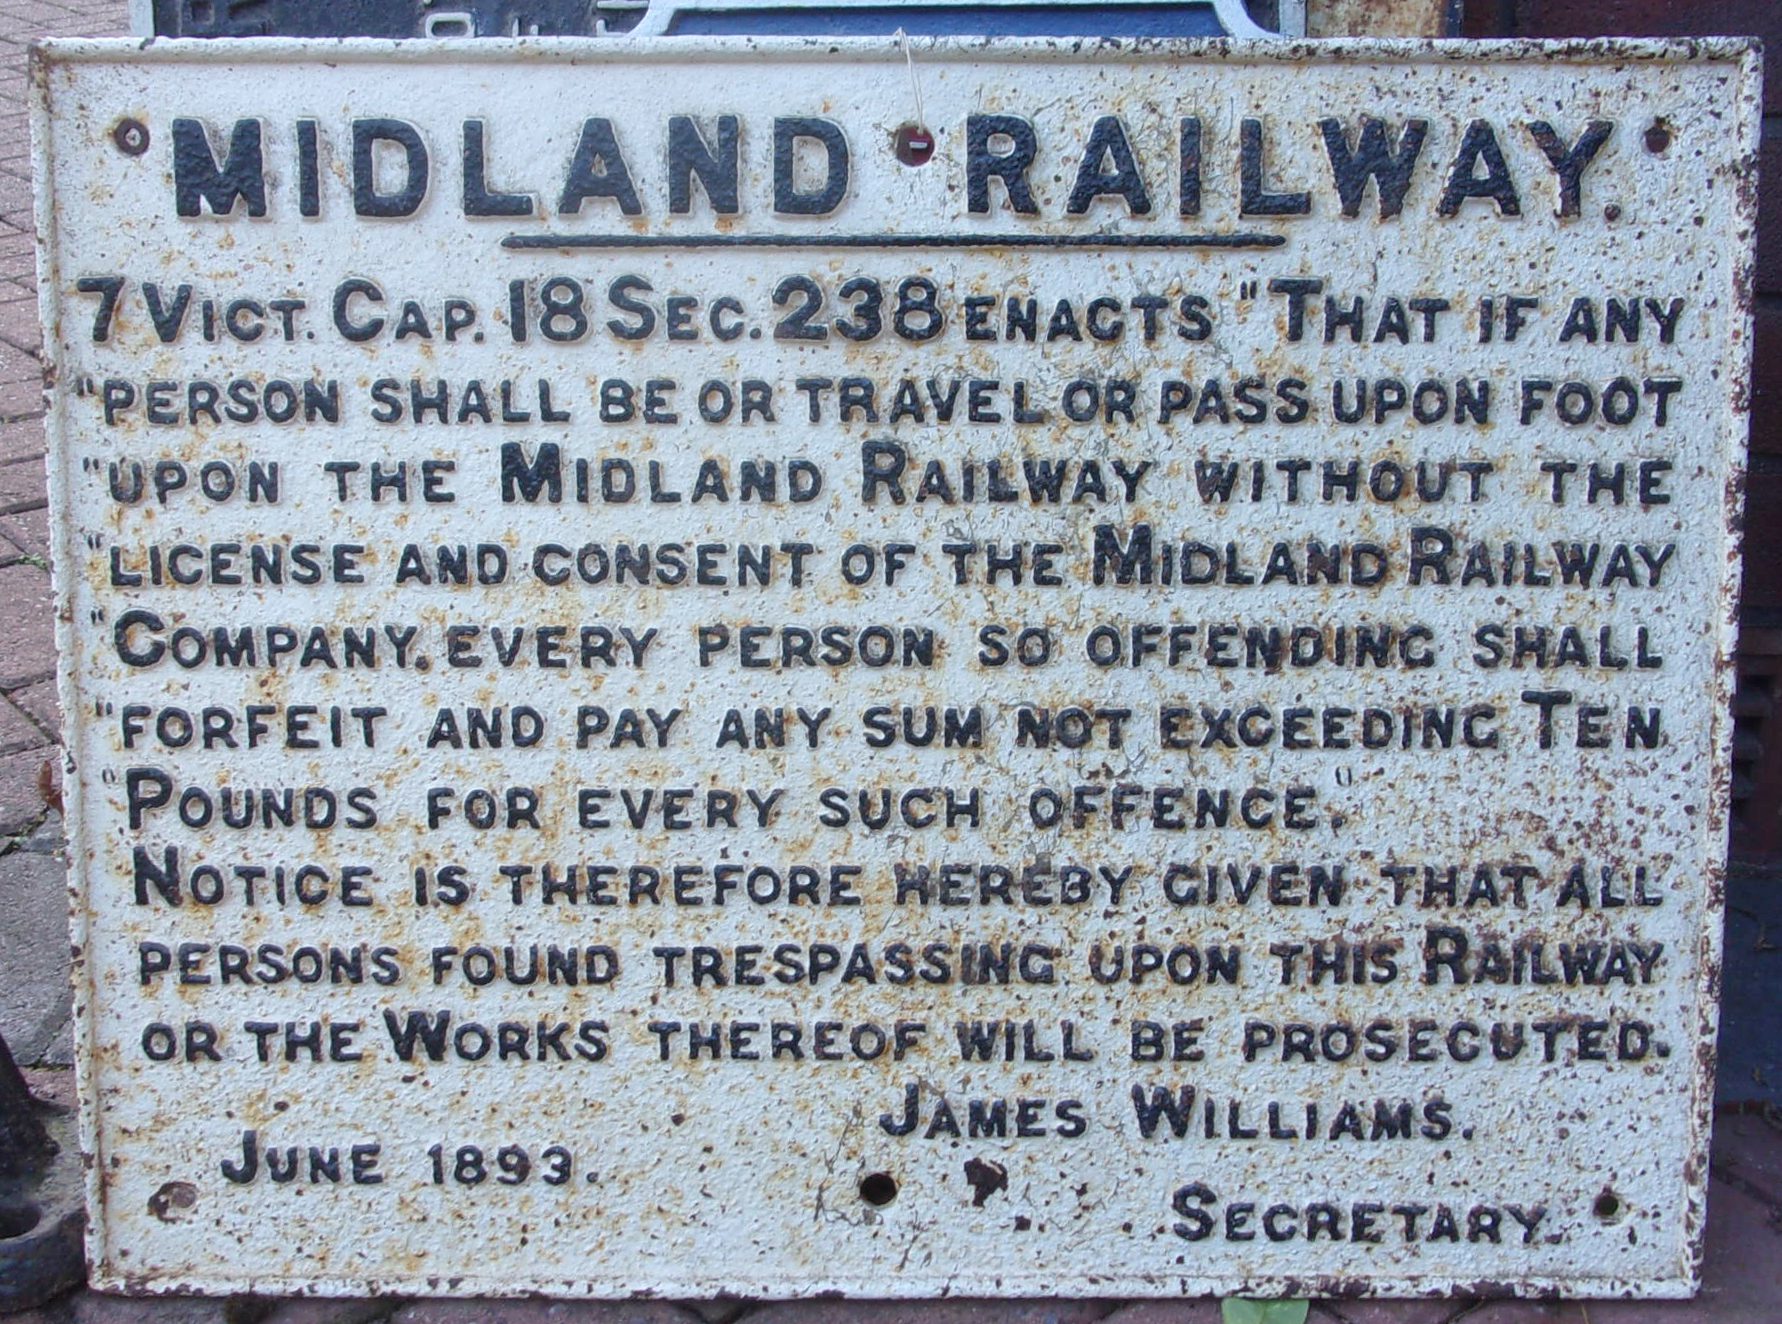 MIDLAND RAILWAY.
7 VICT. CAP. 18 SEC. 238 ENACTS "THAT IF ANY
"PERSON SHALL BE OR TRAVEL OR PASS UPON FOOT
"UPON THE MIDLAND RAILWAY WITHOUT THE
"LICENSE AND CONSENT OF THE MIDLAND RAILWAY
"COMPANY, EVERY PERSON SO OFFENDING SHALL
"FORFEIT AND PAY ANY SUM NOT EXCEEDING TEN
"POUNDS FOR EVERY SUCH OFFENCE."
NOTICE IS THEREFORE HEREBY GIVEN THAT ALL
PERSONS FOUND TRESPASSING UPON THIS RAILWAY
OR THE WORKS THEREOF WILL BE PROSECUTED.
JAMES WILLIAMS.
JUNE 1893.
SECRETARY.